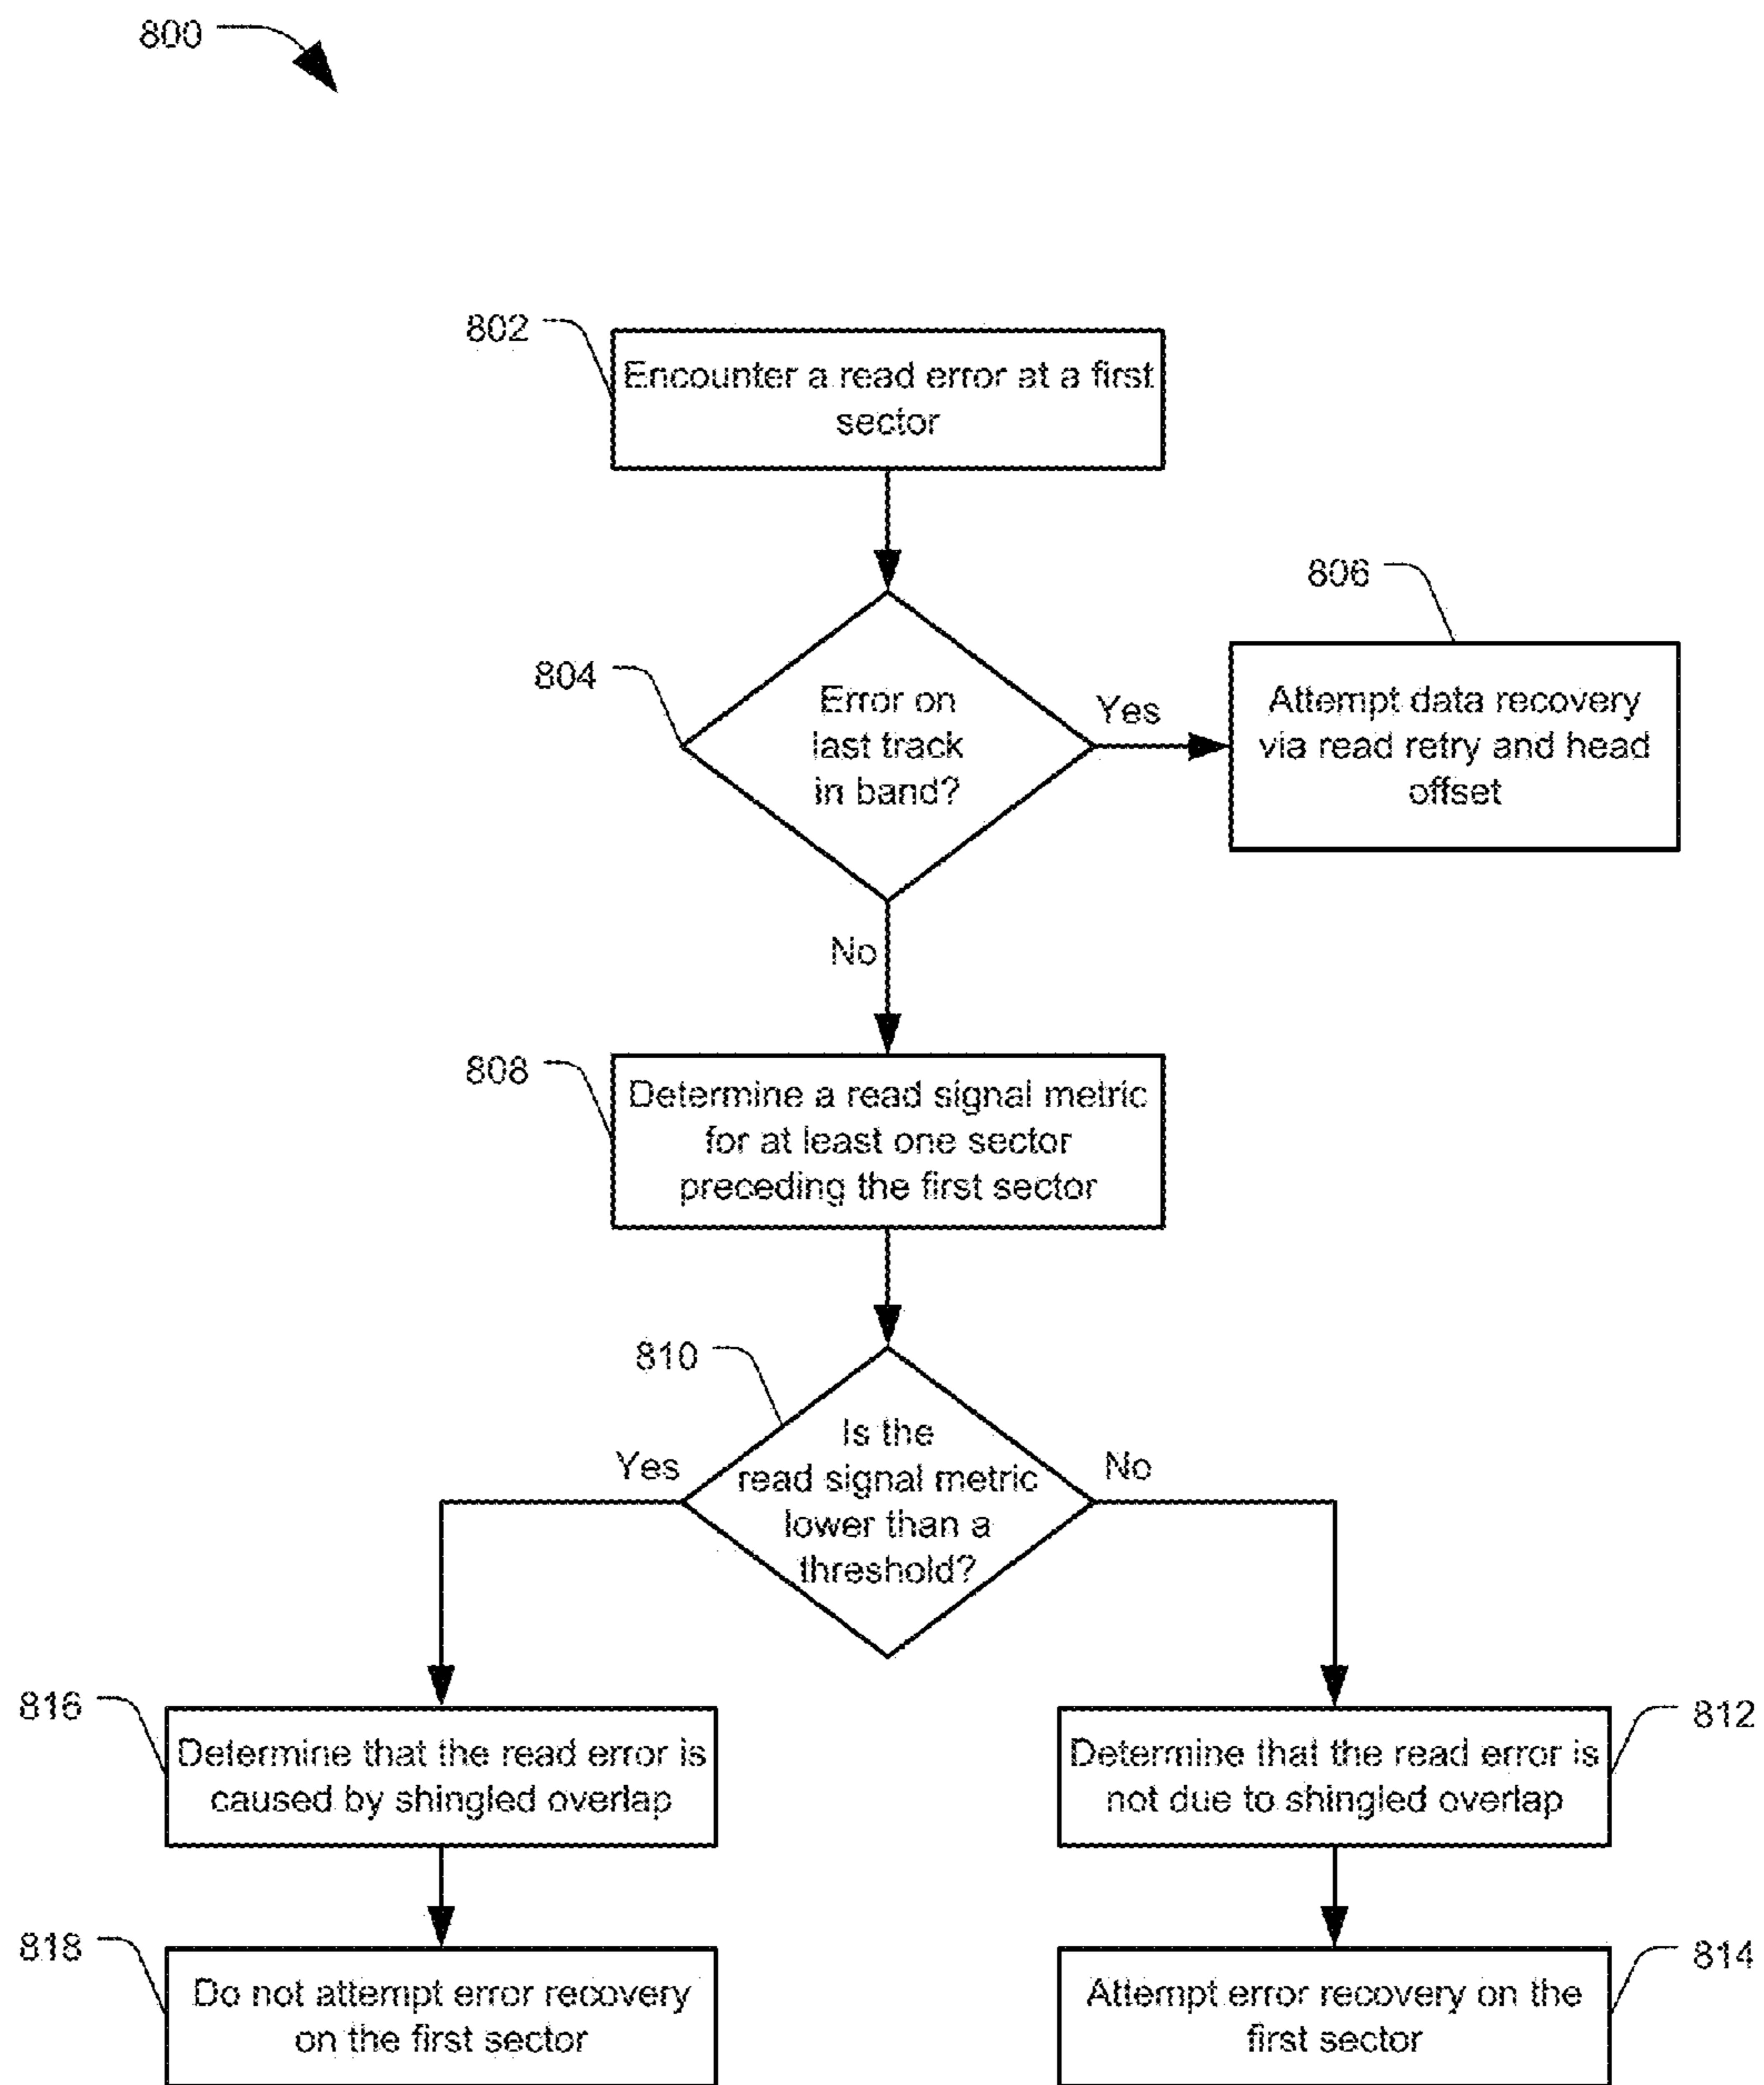 800
802
Encounter a read error at a first
sector
804
Error on
last track
in band?
Yes
806
Attempt data recovery
via read retry and head
offset
No
808
Determine a read signal metric
for at least one sector
preceding the first sector
810
Is the
read signal metric
lower than a
threshold?
Yes
No
816
Determine that the read error is
caused by shingled overlap
812
Determine that the read error is
not due to shingled overlap
818
Do not attempt error recovery
on the first sector
814
Attempt error recovery on the
first sector